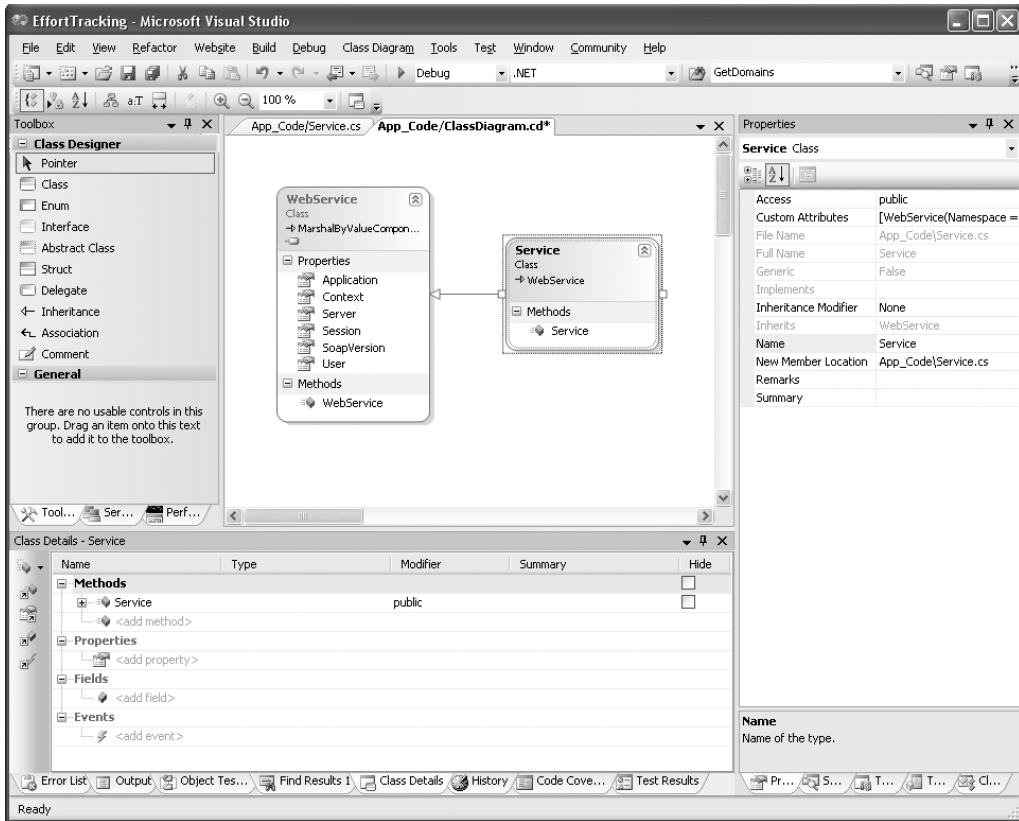 EffortTracking - Microsoft Visual Studio
File Edit View Refactor Website Build Debug Class Diagram Tools Test Window Community Help
Debug .NET GetDomains
a:T 100 %
Toolbox
Class Designer
Pointer
Class
Enum
Interface
Abstract Class
Struct
Delegate
Inheritance
Association
Comment
General
There are no usable controls in this
group. Drag an item onto this text
to add it to the toolbox.
Tool... Ser... Perf...
App_Code/Service.cs App_Code/ClassDiagram.cd*
WebService
Class
MarshalByValueCompon...
Properties
Application
Context
Server
Session
SoapVersion
User
Methods
WebService
Service
Class
WebService
Methods
Service
Properties
Service Class
Access public
Custom Attributes [WebService(Namespace =
File Name App_Code\Service.cs
Full Name Service
Generic False
Implements
Inheritance Modifier None
Inherits WebService
Name Service
New Member Location App_Code\Service.cs
Remarks
Summary
Name
Name of the type.
Pr... S... T... T... Cl...
Class Details - Service
Name Type Modifier Summary Hide
Methods
Service public
<add method>
Properties
<add property>
Fields
<add field>
Events
<add event>
Error List Output Object Tes... Find Results 1 Class Details History Code Cove... Test Results
Ready